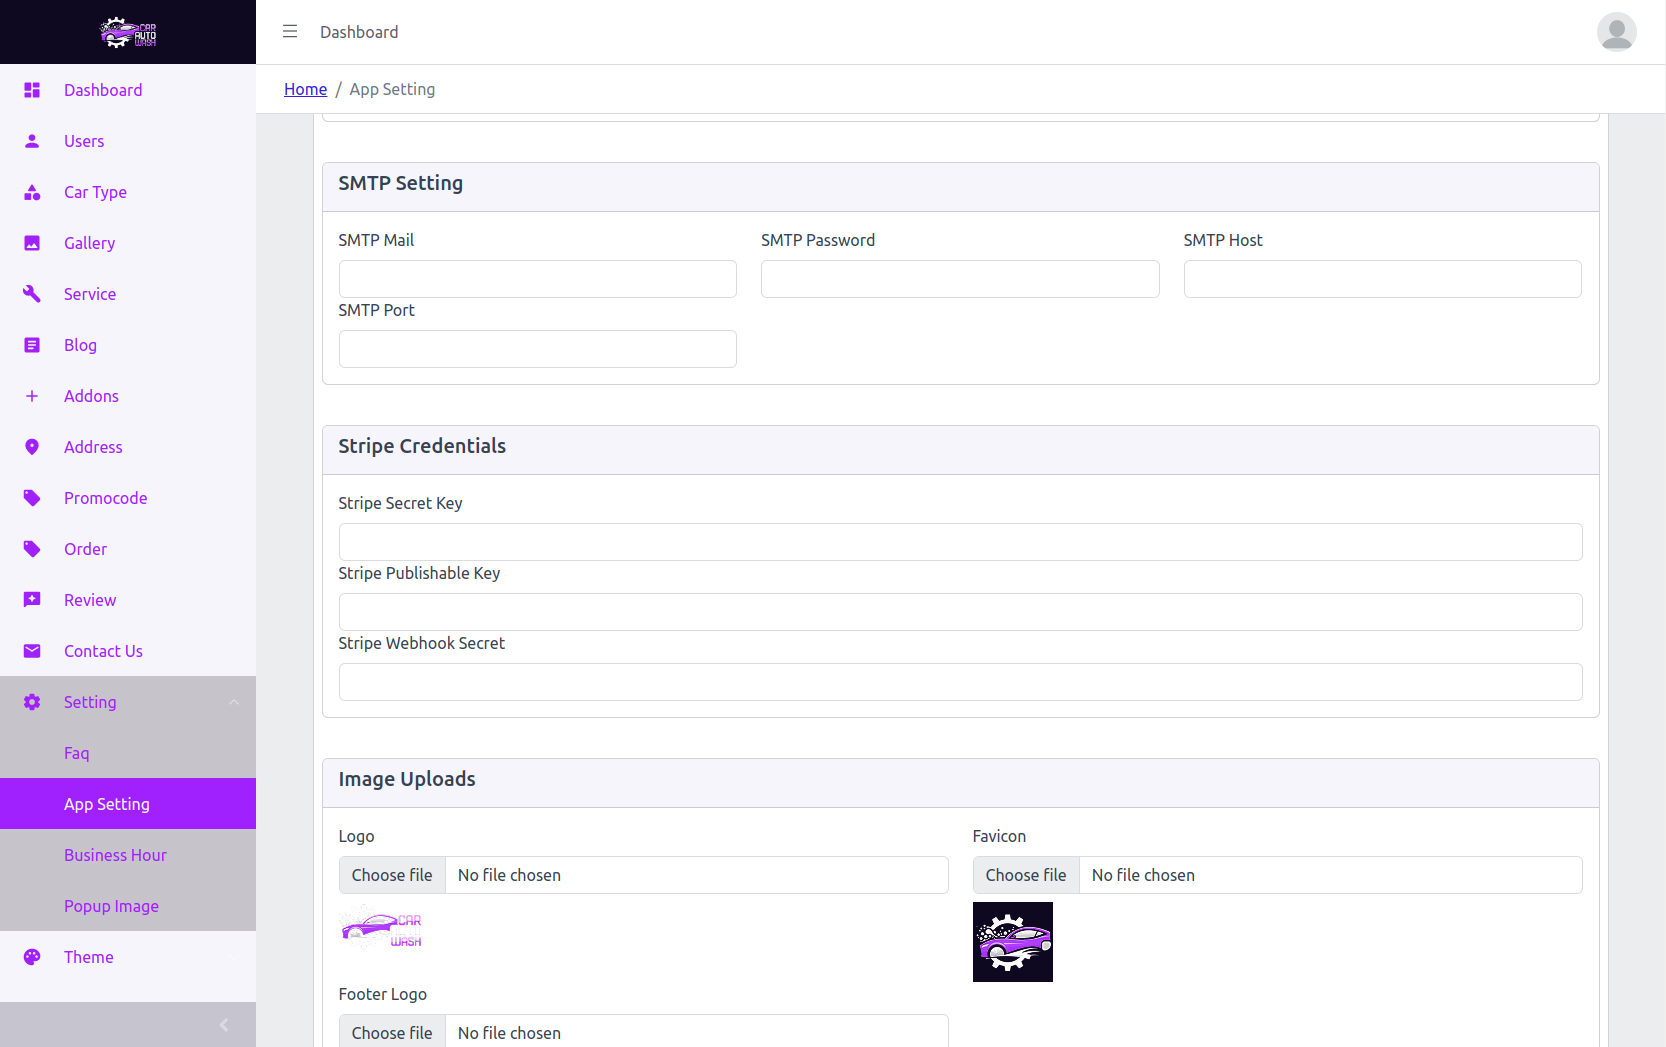 CAR
AUTO
WASH
Dashboard
Home / App Setting
Dashboard
Users
Car Type
Gallery
Service
Blog
Addons
Address
Promocode
Order
Review
Contact Us
Setting
Faq
App Setting
Business Hour
Popup Image
Theme
SMTP Setting
SMTP Mail
SMTP Password
SMTP Host
SMTP Port
Stripe Credentials
Stripe Secret Key
Stripe Publishable Key
Stripe Webhook Secret
Image Uploads
Logo
Choose file No file chosen
CAR
WASH
Favicon
Choose file No file chosen
Footer Logo
Choose file No file chosen